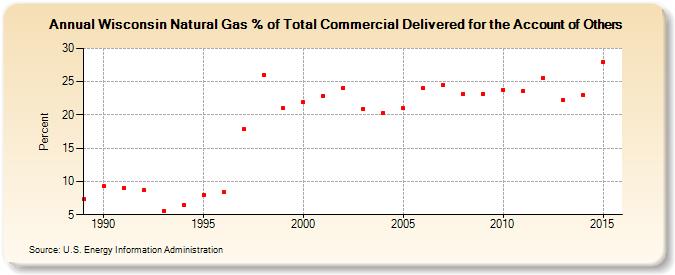 Annual Wisconsin Natural Gas % of Total Commercial Delivered for the Account of Others
30
25
20
15
10
5
Percent
1990 1995 2000 2005 2010 2015
Source: U.S. Energy Information Administration